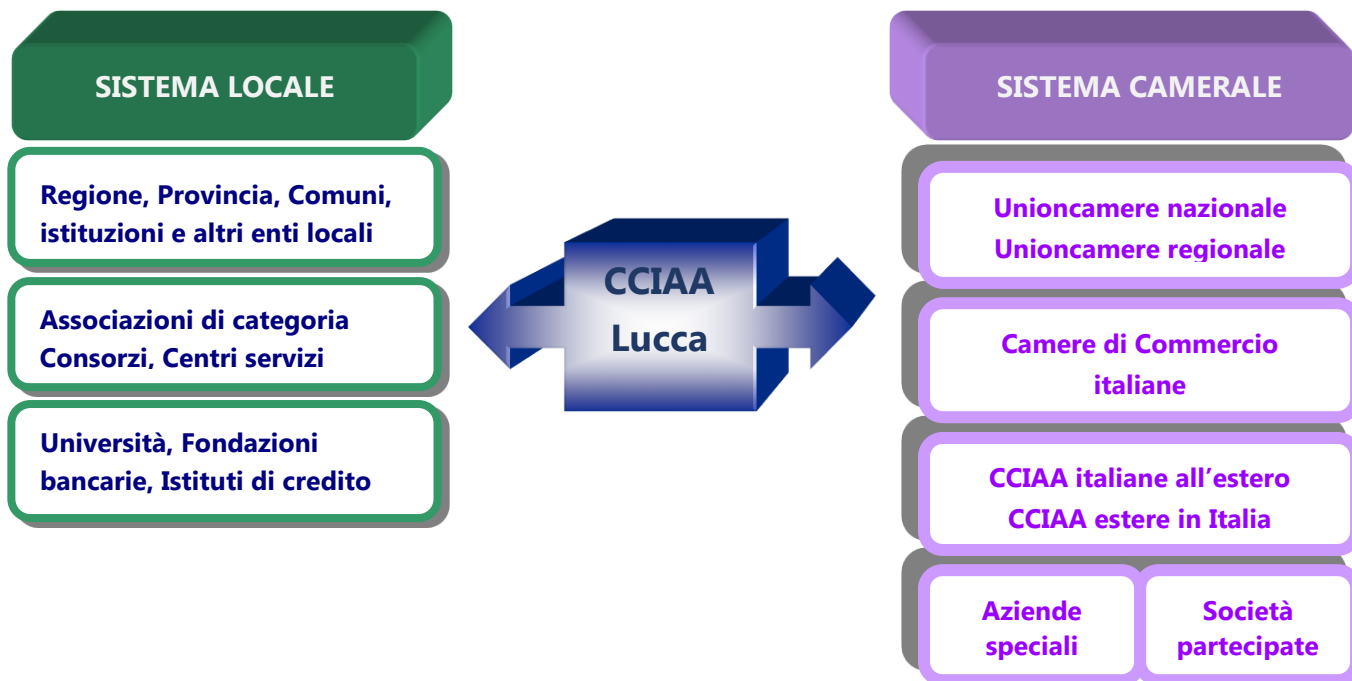 SISTEMA LOCALE
Regione, Provincia, Comuni,
istituzioni e altri enti locali
Associazioni di categoria
Consorzi, Centri servizi
Università, Fondazioni
bancarie, Istituti di credito
CCIAA
Lucca
SISTEMA CAMERALE
Unioncamere nazionale
Unioncamere regionale
Camere di Commercio
italiane
CCIAA italiane all’estero
CCIAA estere in Italia
Aziende
speciali
Società
partecipate